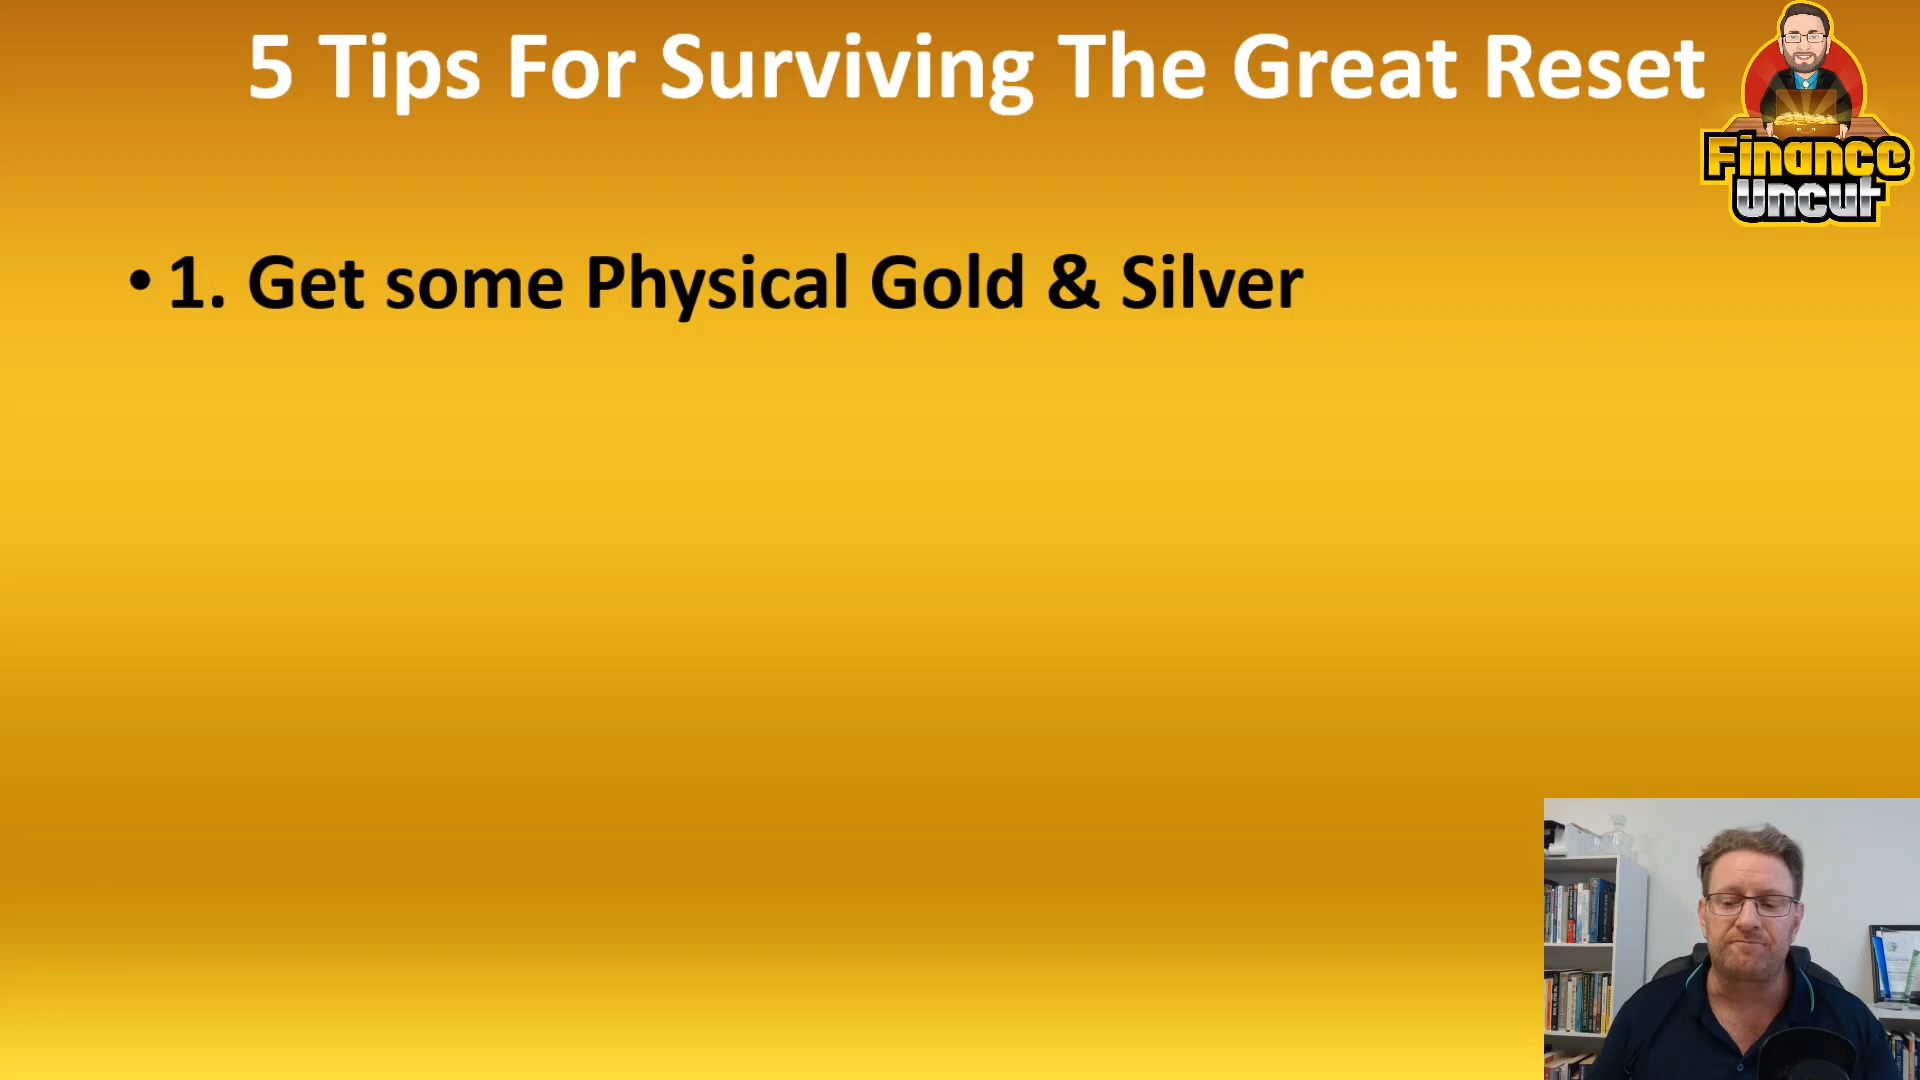 5 Tips For Surviving The Great Reset
Finance
Uncut
• 1. Get some Physical Gold & Silver